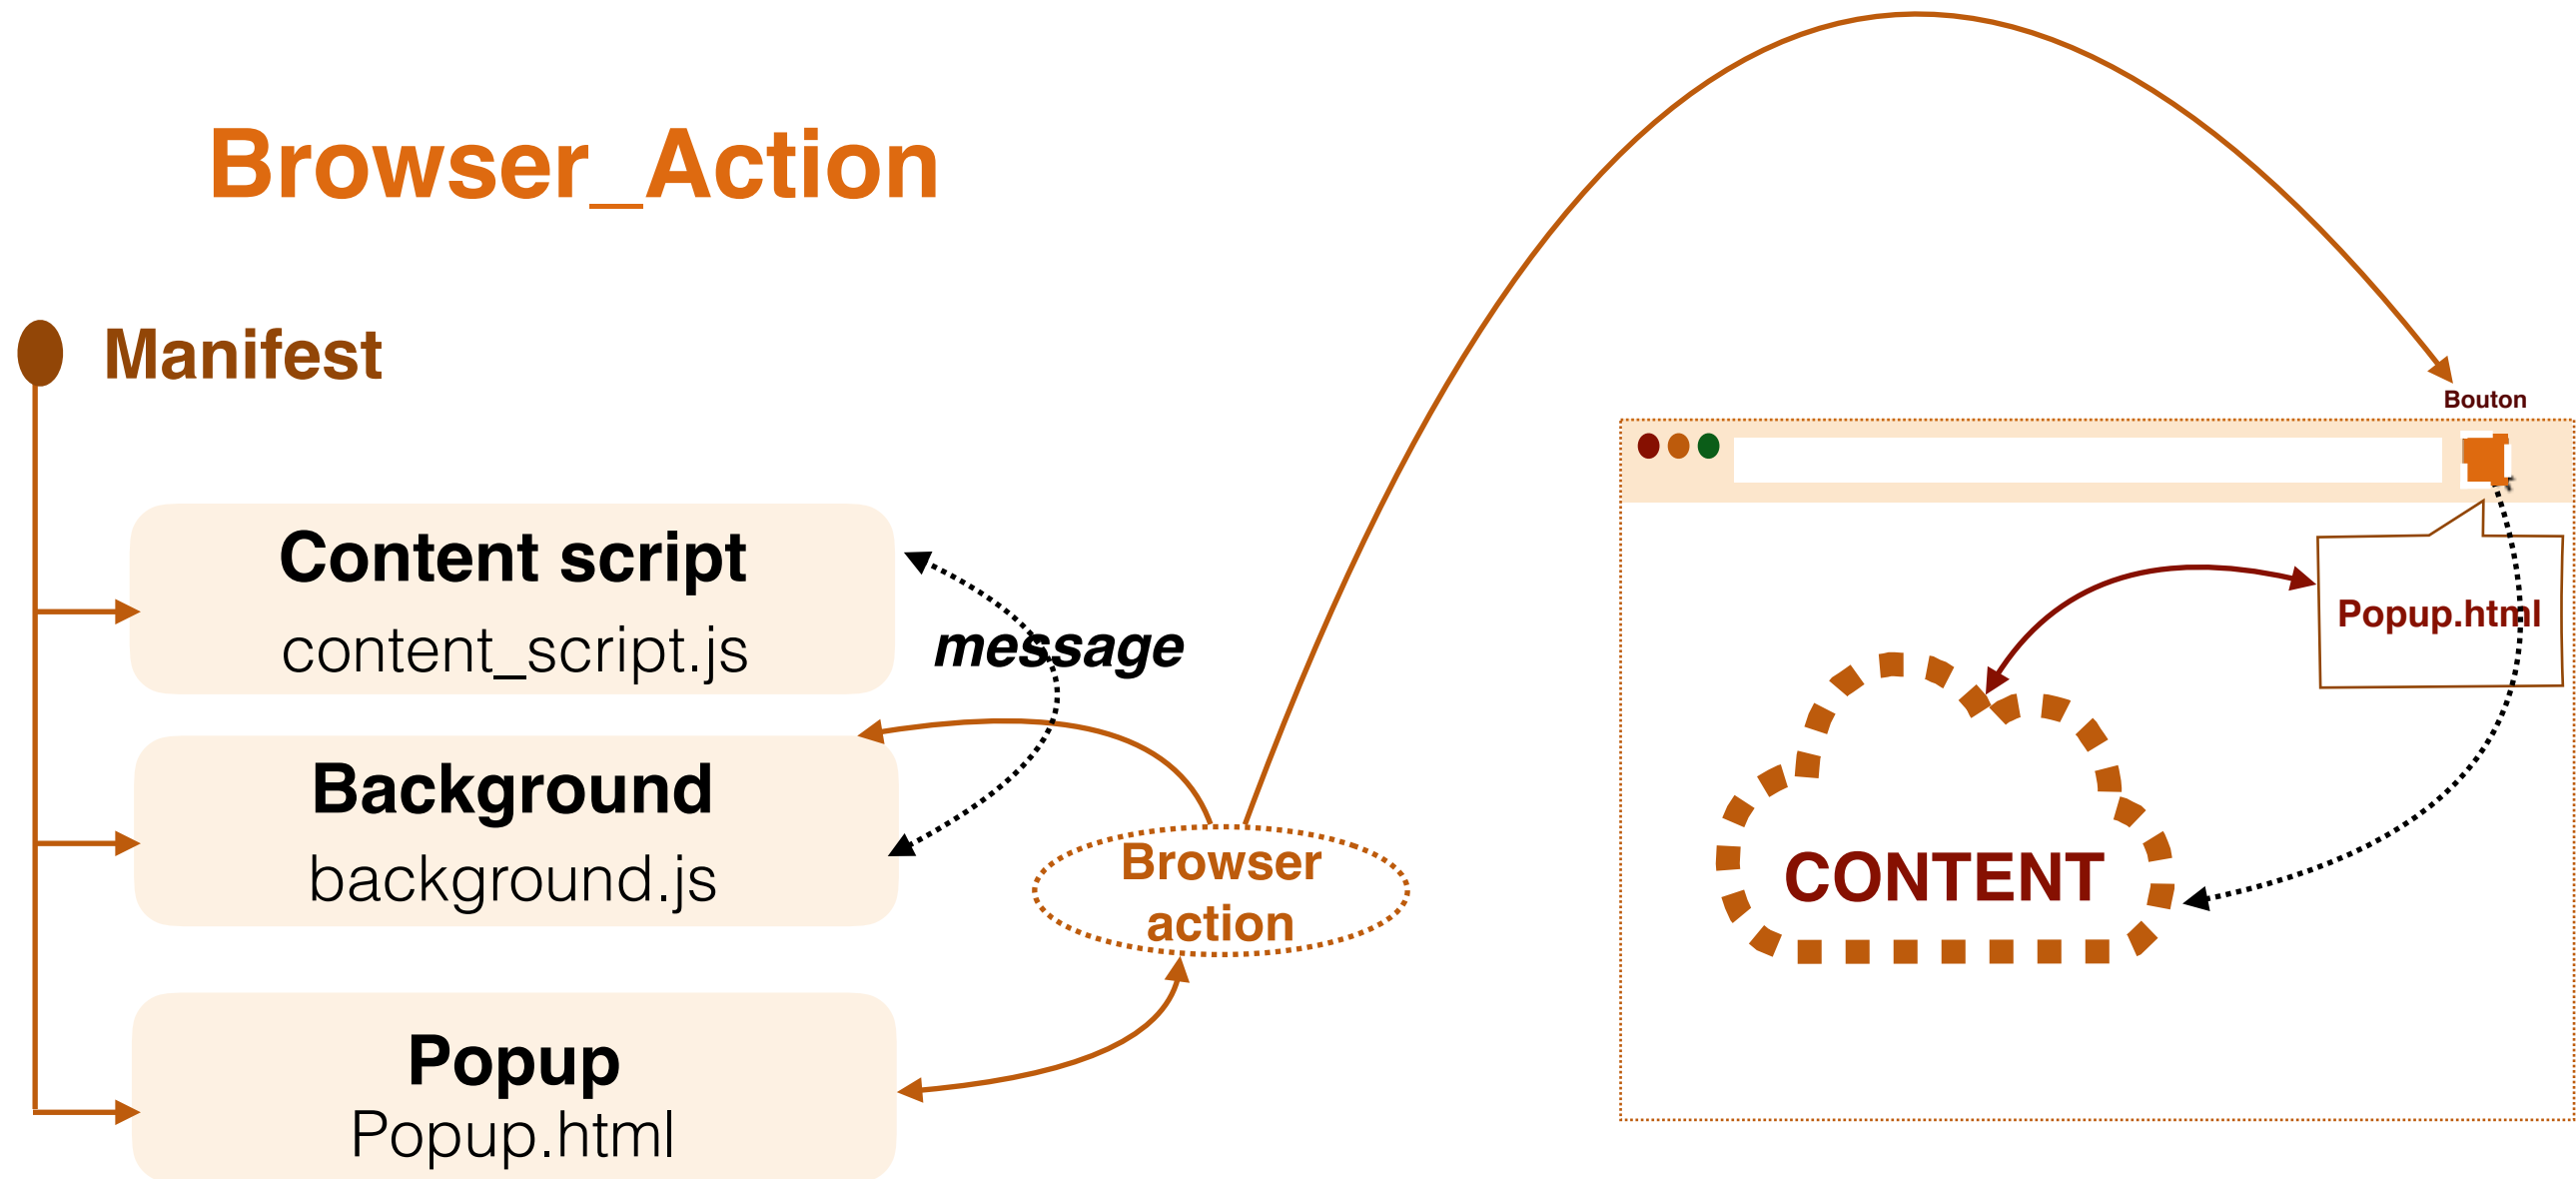 Browser_Action
Manifest
Content script
content_script.js
message
Background
background.js
Browser
action
Popup
Popup.html
Bouton
Popup.html
CONTENT